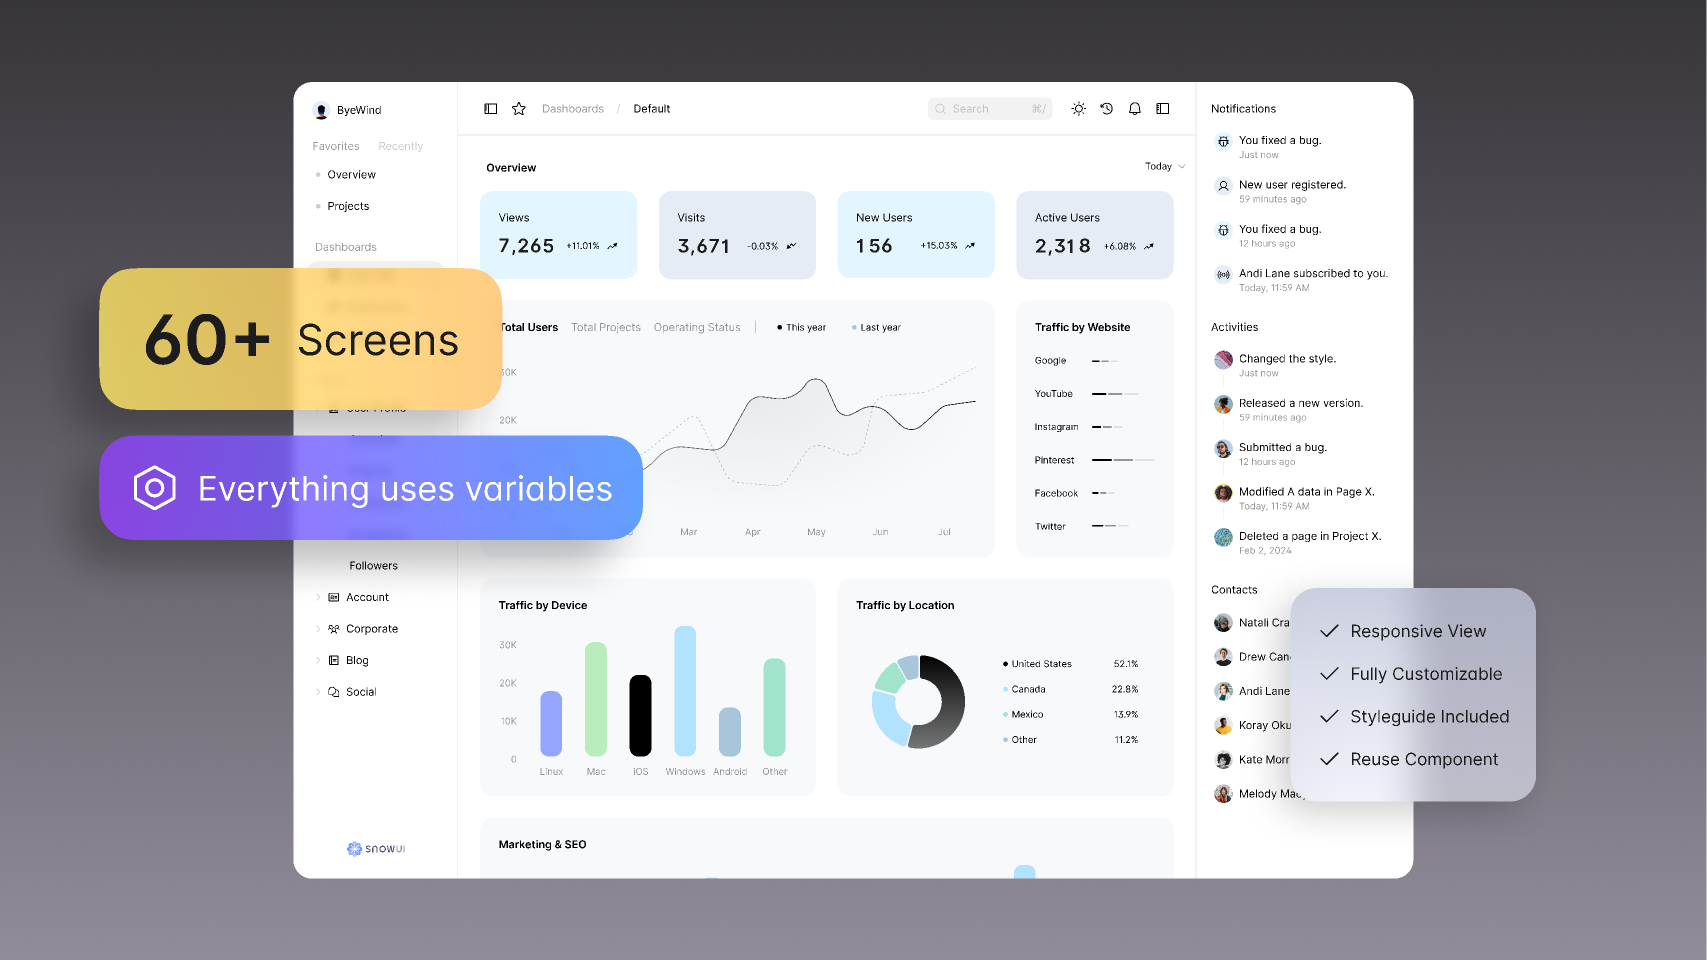 ByeWind
Favorites Recently
Overview
Projects
Dashboards
60+ Screens
Everything uses variables
Followers
Account
Corporate
Blog
Social
SNOWUI
Dashboards / Default
Search ⌘/
Overview
Today
Views
7,265 +11.01%
Visits
3,671 -0.03%
New Users
156 +15.03%
Active Users
2,318 +6.08%
Total Users Total Projects Operating Status This year Last year
30K
20K
Mar Apr May Jun Jul
Traffic by Website
Google
YouTube
Instagram
Pinterest
Facebook
Twitter
Traffic by Device
30K
20K
10K
0
Linux Mac iOS Windows Android Other
Traffic by Location
United States 52.1%
Canada 22.8%
Mexico 13.9%
Other 11.2%
Marketing & SEO
Notifications
You fixed a bug.
Just now
New user registered.
59 minutes ago
You fixed a bug.
12 hours ago
Andi Lane subscribed to you.
Today, 11:59 AM
Activities
Changed the style.
Just now
Released a new version.
59 minutes ago
Submitted a bug.
12 hours ago
Modified A data in Page X.
Today, 11:59 AM
Deleted a page in Project X.
Feb 2, 2024
Contacts
Natali
Drew
Andi Lane
Koray
Kate
Melody
Responsive View
Fully Customizable
Styleguide Included
Reuse Component